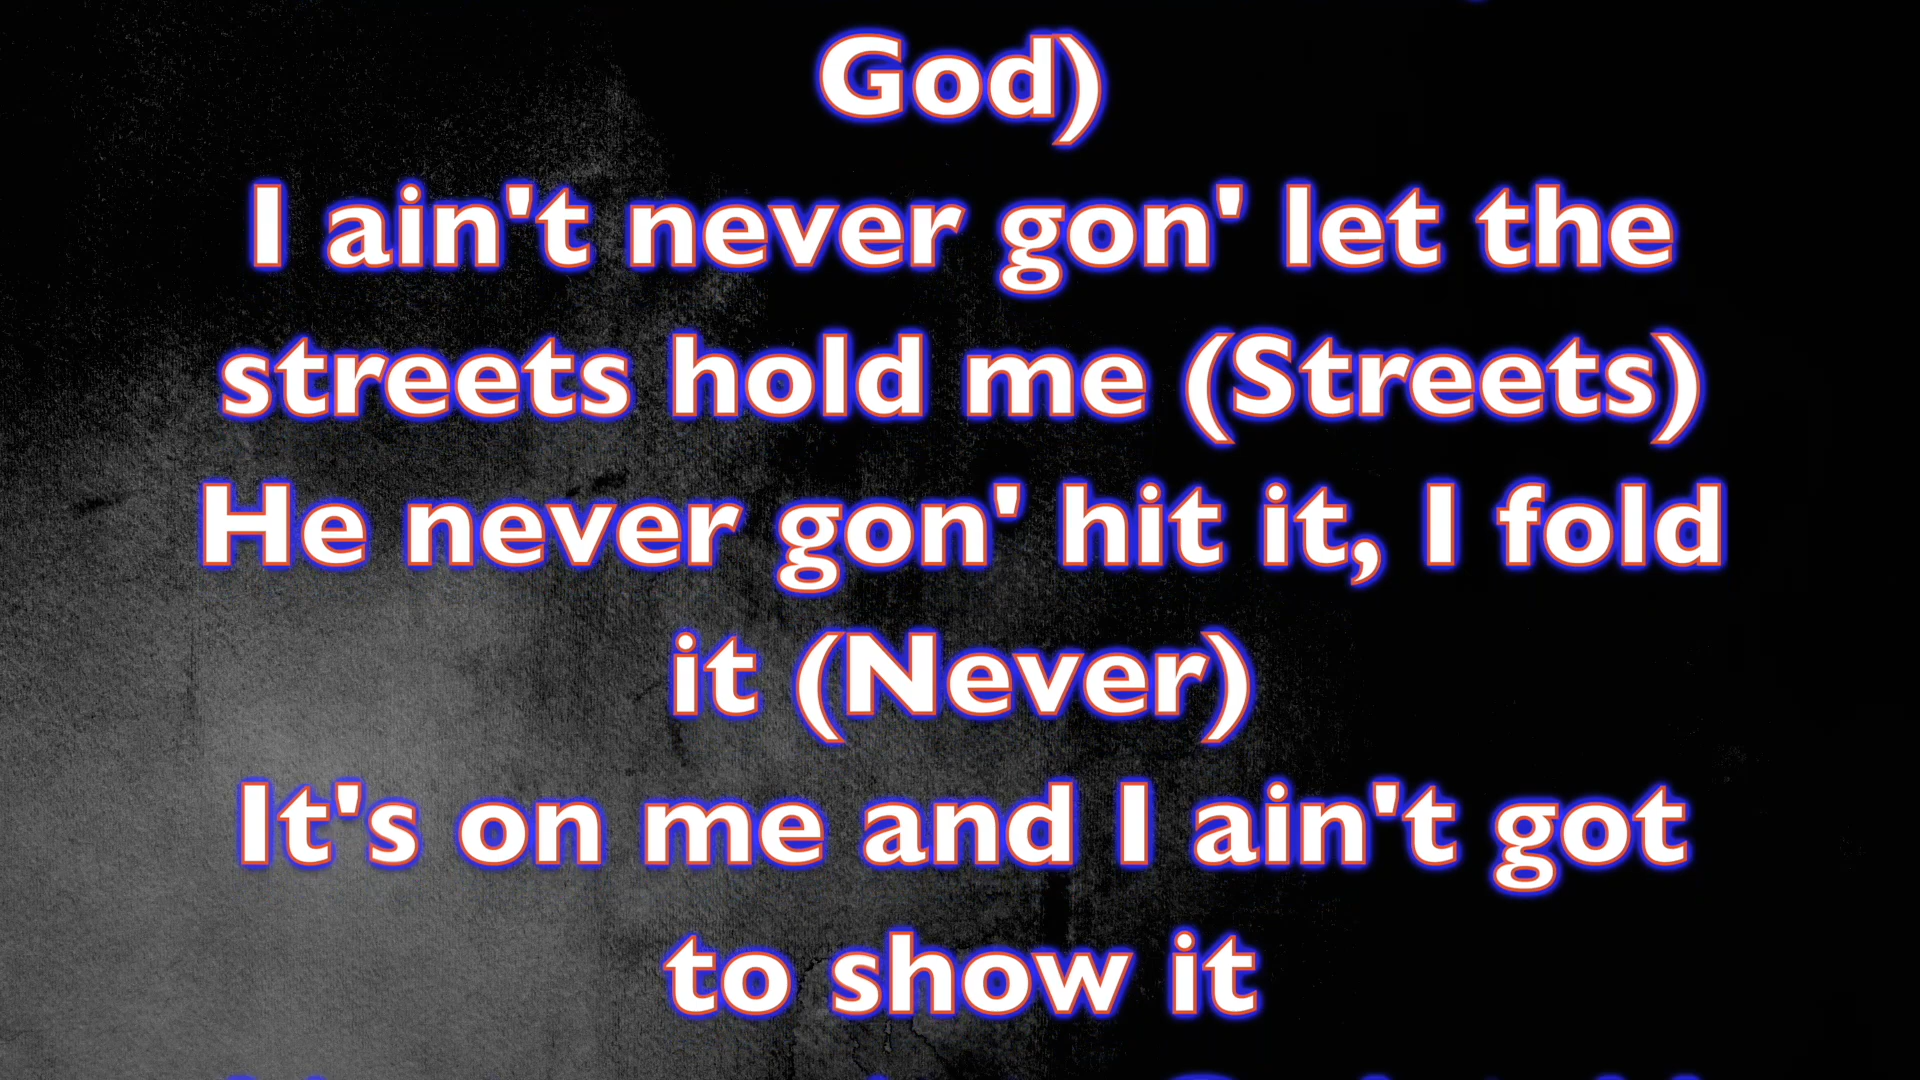 God)
I ain't never gon' let the
streets hold me (Streets)
He never gon' hit it, I fold
it (Never)
It's on me and I ain't got
to show it